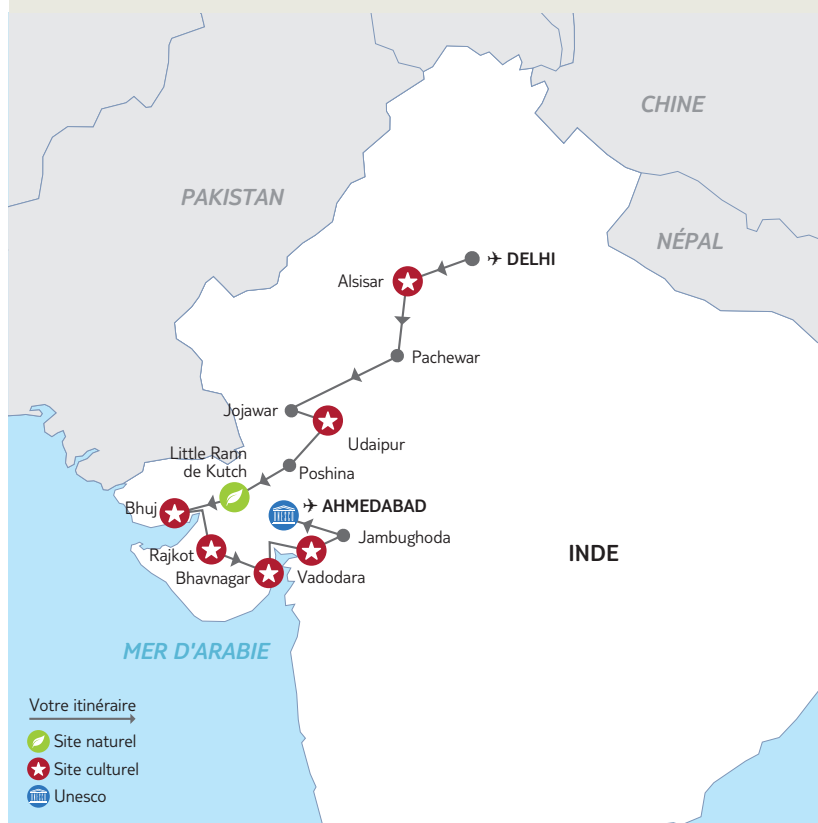 CHINE
PAKISTAN
NÉPAL
DELHI
Alsisar
Pachewar
Jojawar
Udaipur
Little Rann
de Kutch
Poshina
Bhuj
AHMEDABAD
Jambughoda
Rajkot
Bhavnagar
Vadodara
INDE
MER D'ARABIE
Votre itinéraire
Site naturel
Site culturel
Unesco